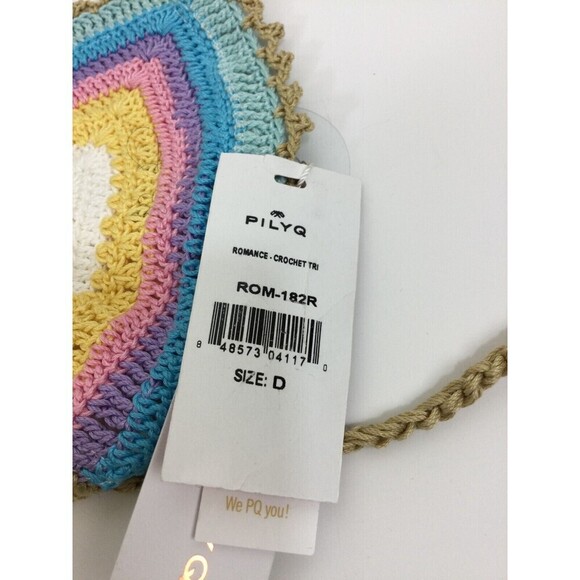 PILYQ
ROMANCE - CROCHET TRI
ROM-182R
8 48573 04117 0
SIZE: D
We PQ you!
Q